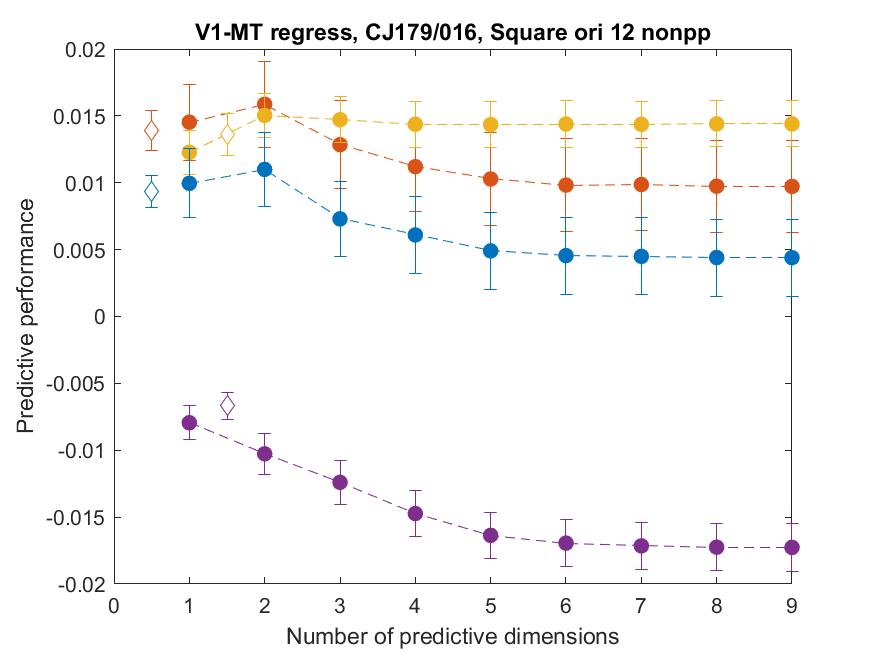 V1-MT regress, CJ179/016, Square ori 12 nonpp
Predictive performance
0.02
0.015
0.01
0.005
0
-0.005
-0.01
-0.015
-0.02
0 1 2 3 4 5 6 7 8 9
Number of predictive dimensions